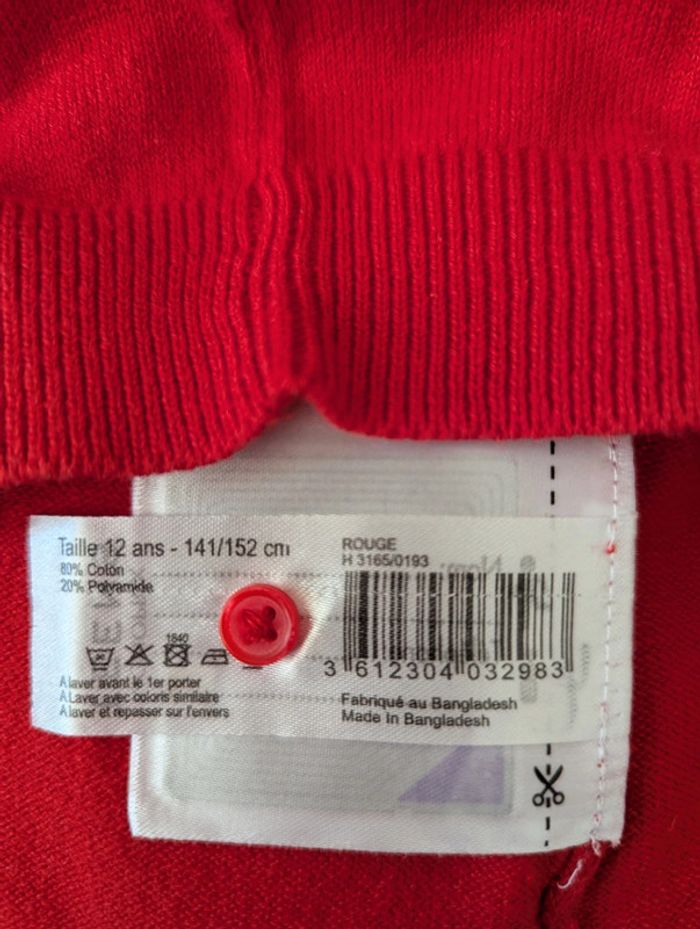 Taille 12 ans - 141/152 cm
80% Coton
20% Polyamide
1840
A laver avant le 1er porter
A Laver avec coloris similaire
A laver et repasser sur l'envers
ROUGE
H 3165/0193
3 612304 032983
Fabriqué au Bangladesh
Made In Bangladesh